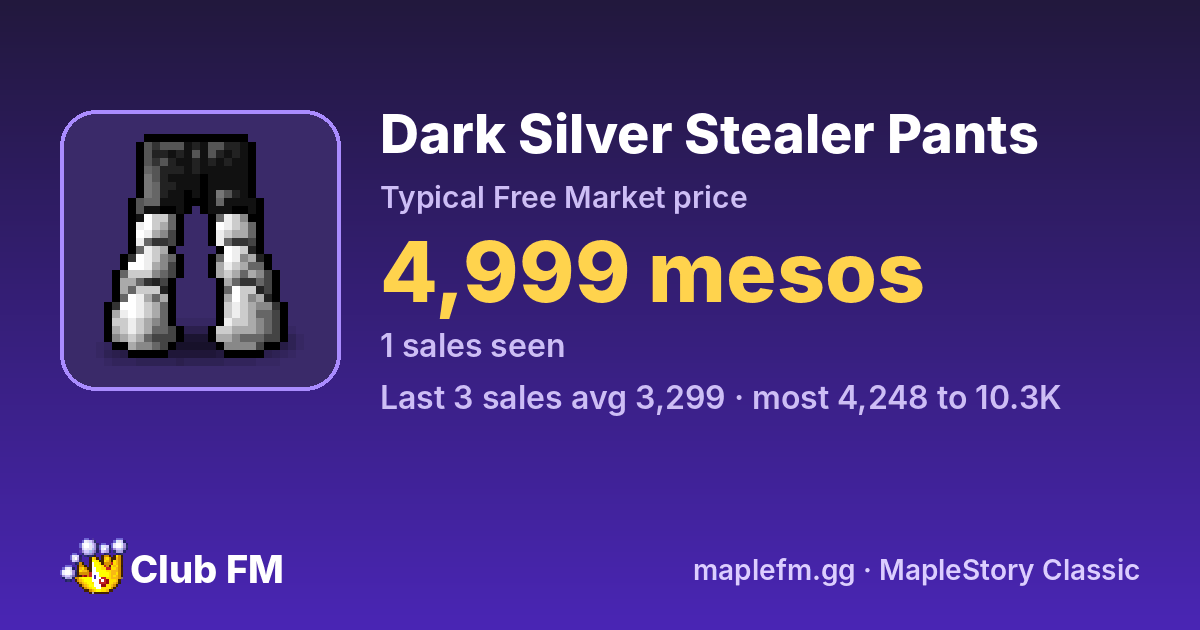 Dark Silver Stealer Pants
Typical Free Market price
4,999 mesos
1 sales seen
Last 3 sales avg 3,299 · most 4,248 to 10.3K
Club FM
maplefm.gg · MapleStory Classic